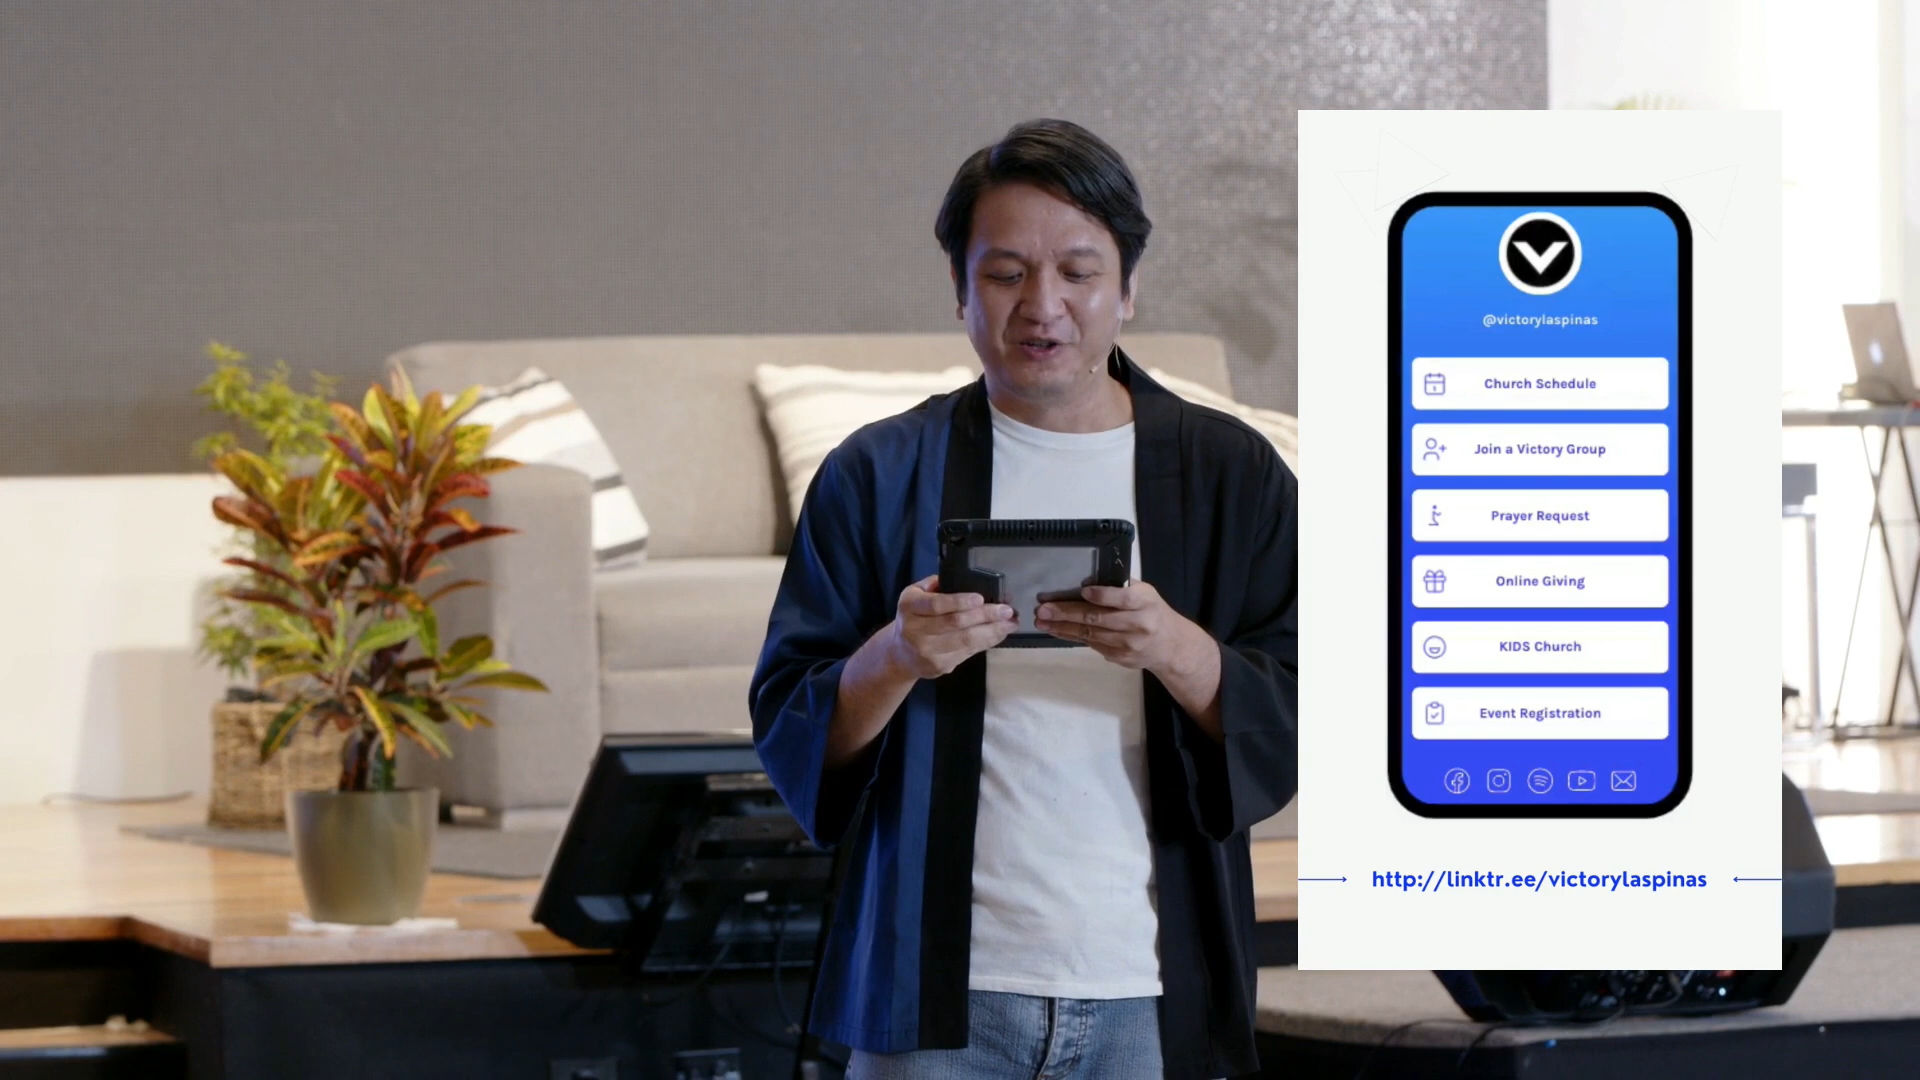 @victorylaspinas
Church Schedule
Join a Victory Group
Prayer Request
Online Giving
KIDS Church
Event Registration
http://linktr.ee/victorylaspinas